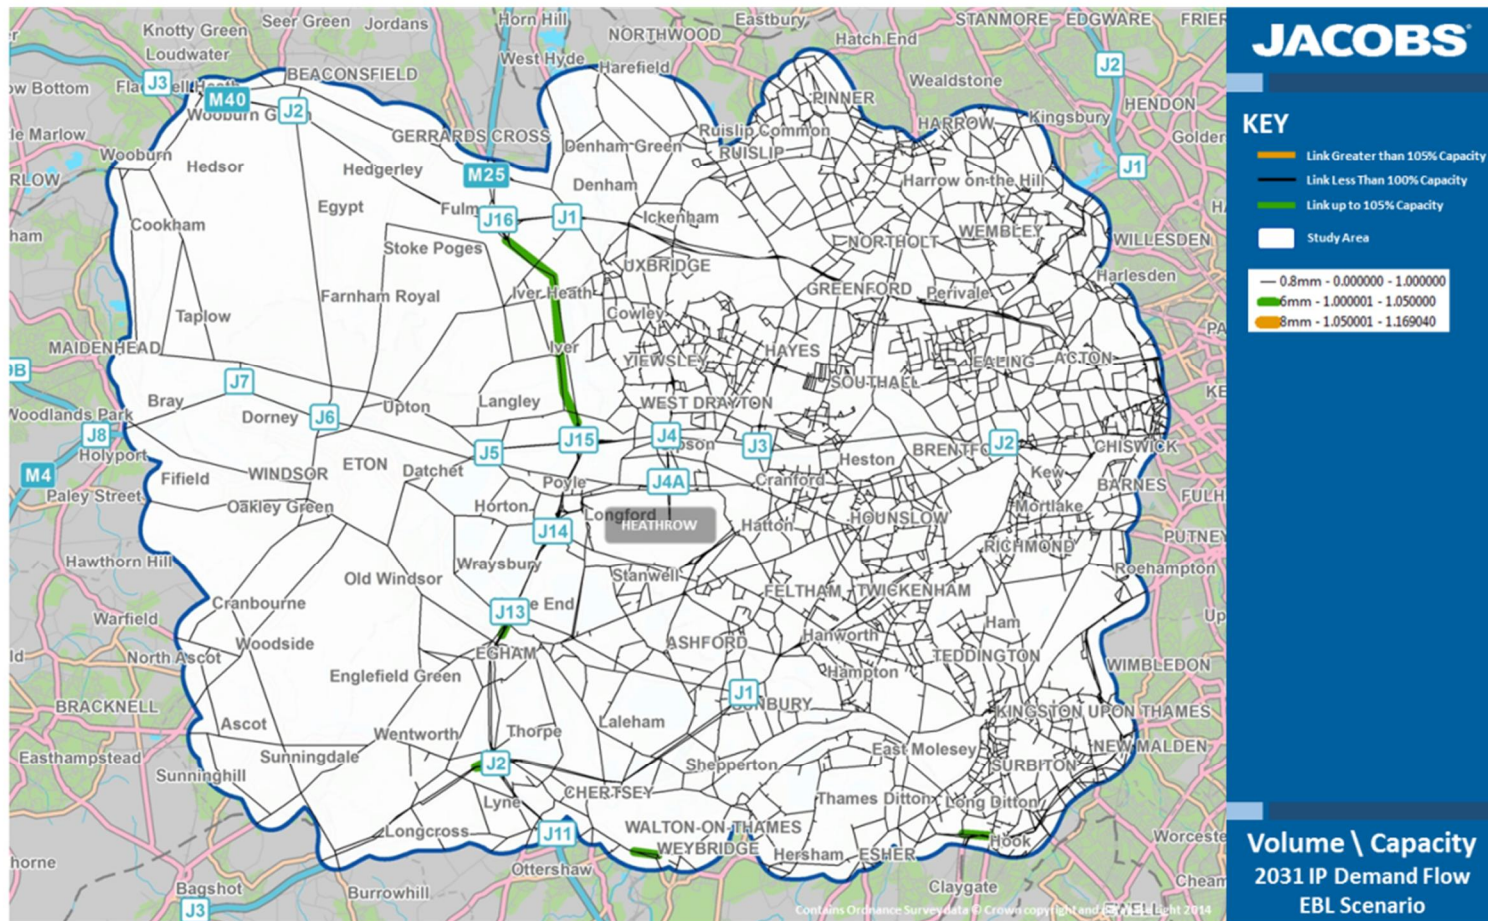 Knotty Green
Seer Green
Jordans
Horn Hill
Eastbury
STANMORE
EDGWARE
Loudwater
West Hyde
NORTHWOOD
Hatch End
J3
BEACONSFIELD
Harefield
Wealdstone
J2
M40
J2
PINNER
HENDON
GERRARDS CROSS
Ruislip Common
HARROW
Kingsbury
Wooburn
Denham Green
RUISLIP
Hedsor
Hedgerley
M25
Denham
Harrow on the Hill
J1
Cookham
Egypt
J16
J1
Ickenham
WEMBLEY
Stoke Poges
NORTHOLT
WILLESDEN
UXBRIDGE
Harlesden
Farnham Royal
Iver Heath
GREENFORD
Perivale
Taplow
Cowley
MAIDENHEAD
Iver
YIEWSLEY
HAYES
EALING
ACTON
J7
SOUTHALL
Bray
Upton
Langley
WEST DRAYTON
Woodlands Park
Dorney
J6
J8
J15
J4
J3
BRENTFO
J2
CHISWICK
Holyport
J5
Heston
M4
Fifield
WINDSOR
ETON
Datchet
Poyle
J4A
Cranford
Kew
BARNES
Paley Street
Oakley Green
Horton
Longford
HEATHROW
Hatton
HOUNSLOW
Mortlake
J14
RICHMOND
PUTNEY
Hawthorn Hill
Wraysbury
Stanwell
Roehampton
Old Windsor
FELTHAM
TWICKENHAM
Cranbourne
J13
e End
Warfield
Woodside
ASHFORD
Hanworth
Ham
North Ascot
EGHAM
TEDDINGTON
WIMBLEDON
Englefield Green
Hampton
J1
BRACKNELL
Ascot
Laleham
KINGSTON UPON THAMES
Wentworth
Thorpe
Easthampstead
Sunningdale
East Molesey
NEW MALDEN
Sunninghill
J2
Shepperton
SURBITON
Lyne
CHERTSEY
Thames Ditton
Long Ditton
Longcross
J11
WALTON-ON-THAMES
WEYBRIDGE
Hersham
ESHER
Hook
Ottershaw
Bagshot
Burrowhill
Claygate
J3
Contains Ordnance Survey data © Crown copyright and
JACOBS
KEY
Link Greater than 105% Capacity
Link Less Than 100% Capacity
Link up to 105% Capacity
Study Area
0.8mm - 0.000000 - 1.000000
6mm - 1.000001 - 1.050000
8mm - 1.050001 - 1.169040
Volume \ Capacity
2031 IP Demand Flow
EBL Scenario